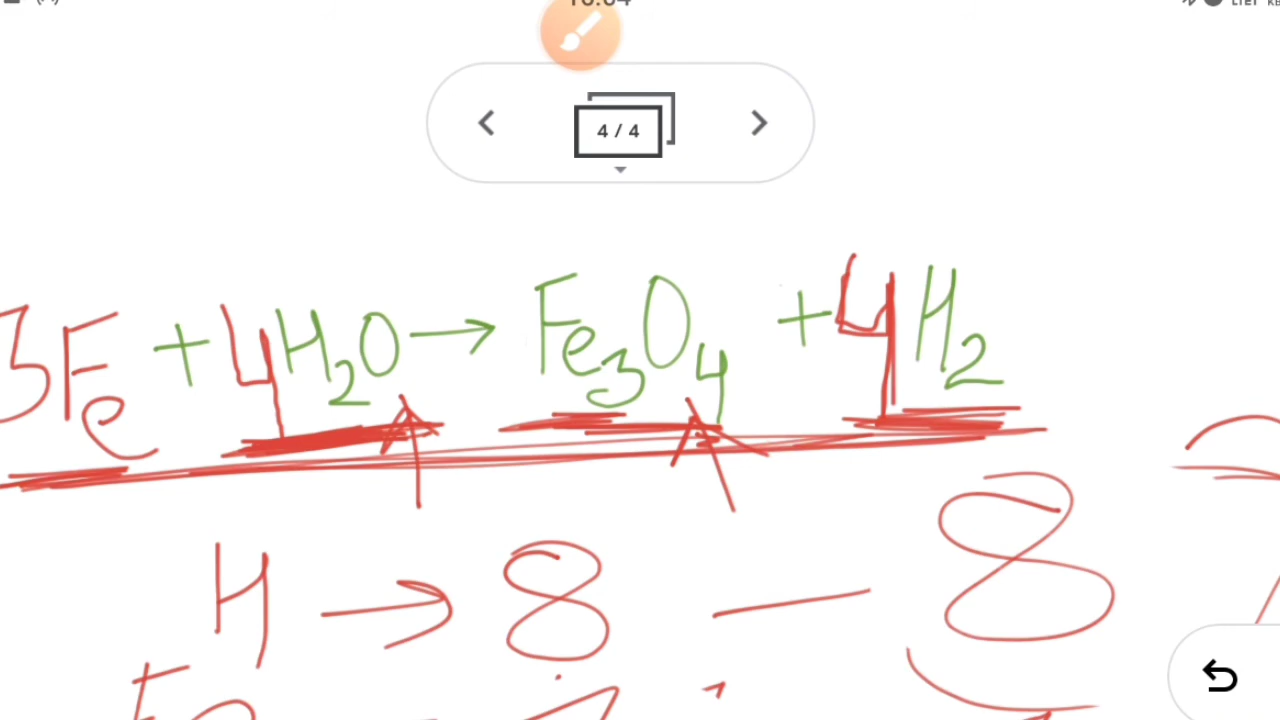 4 / 4
3Fe + 4H₂O → Fe₃O₄ + 4H₂
H → 8 — 8